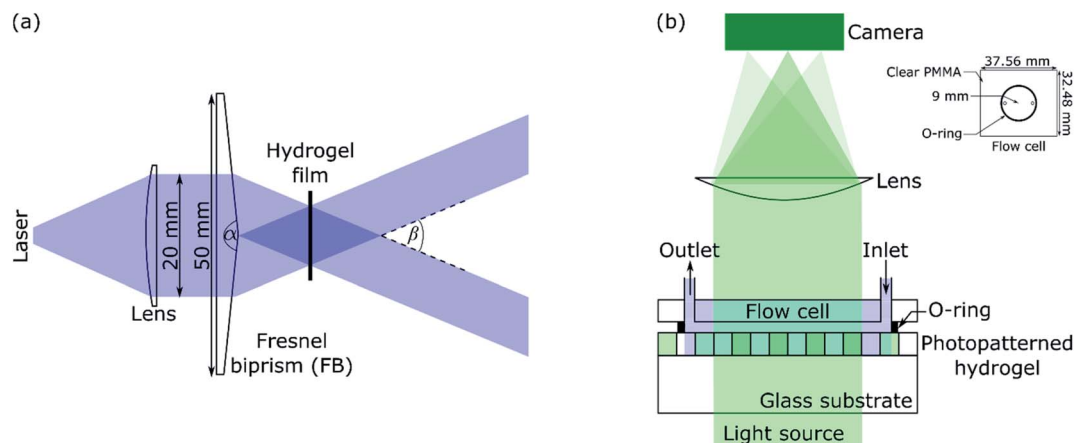 (a)
Laser
Lens
20 mm
50 mm
α
Fresnel
biprism (FB)
Hydrogel
film
β
(b)
Camera
37.56 mm
32.48 mm
Clear PMMA
9 mm
O-ring
Flow cell
Lens
Outlet
Inlet
Flow cell
O-ring
Photopatterned
hydrogel
Glass substrate
Light source